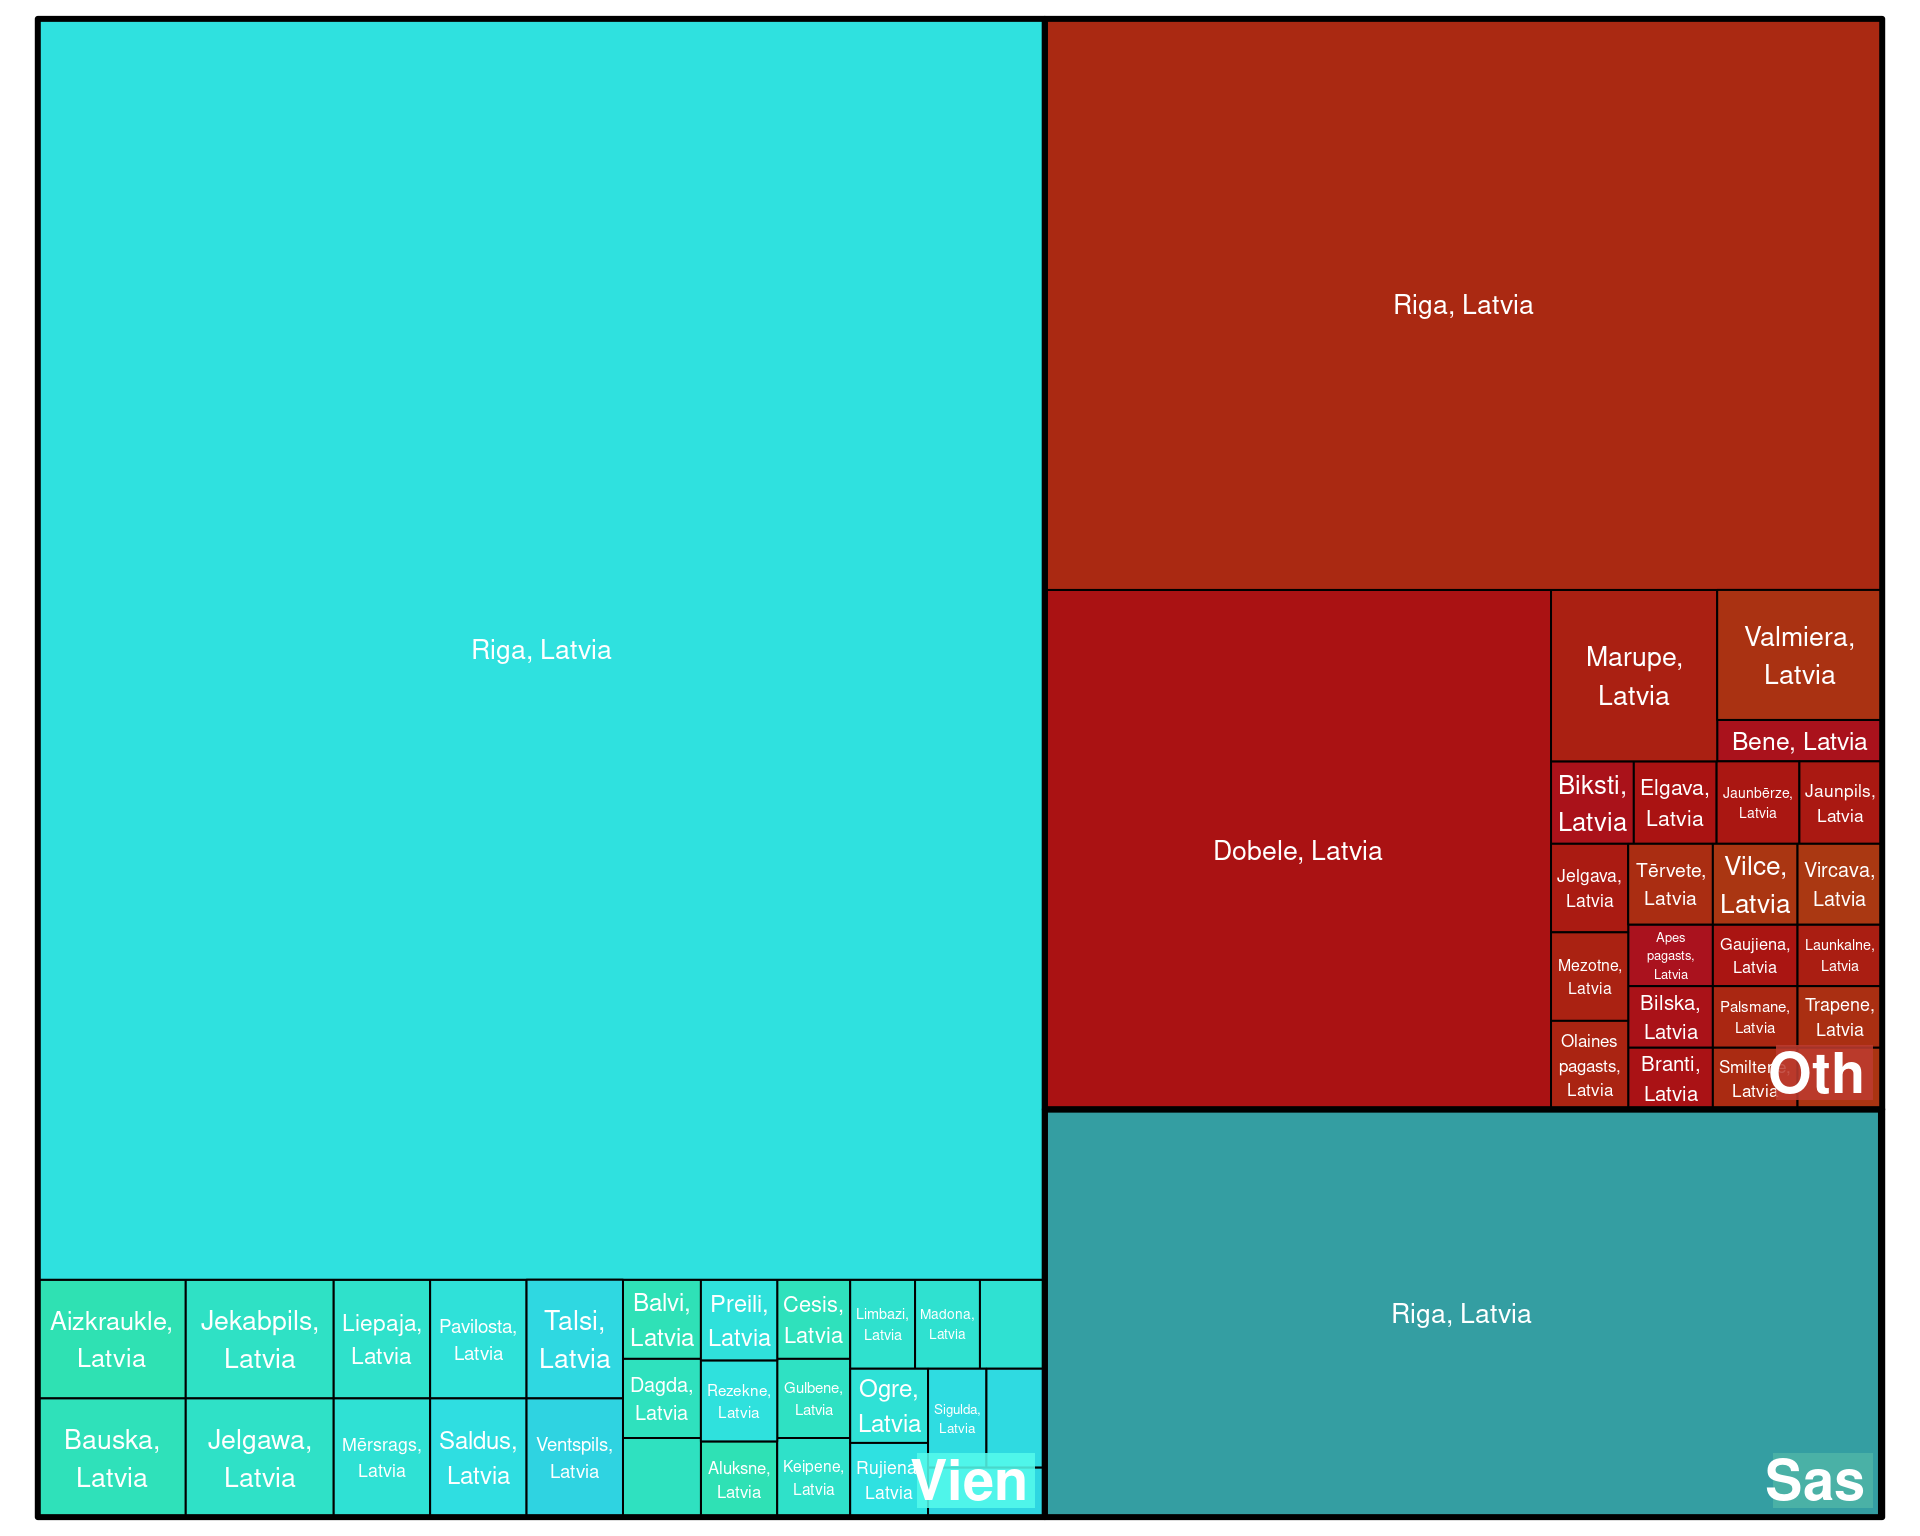 Riga, Latvia
Aizkraukle,
Latvia
Jekabpils,
Latvia
Liepaja,
Latvia
Pavilosta,
Latvia
Talsi,
Latvia
Balvi,
Latvia
Preili,
Latvia
Cesis,
Latvia
Limbazi,
Latvia
Madona,
Latvia
Dagda,
Latvia
Rezekne,
Latvia
Gulbene,
Latvia
Ogre,
Latvia
Sigulda,
Latvia
Bauska,
Latvia
Jelgawa,
Latvia
Mērsrags,
Latvia
Saldus,
Latvia
Ventspils,
Latvia
Aluksne,
Latvia
Keipene,
Latvia
Rujiena
Latvia
Vien
Riga, Latvia
Dobele, Latvia
Marupe,
Latvia
Valmiera,
Latvia
Bene, Latvia
Biksti,
Latvia
Elgava,
Latvia
Jaunbērze,
Latvia
Jaunpils,
Latvia
Jelgava,
Latvia
Tērvete,
Latvia
Vilce,
Latvia
Vircava,
Latvia
Mezotne,
Latvia
Apes
pagasts,
Latvia
Gaujiena,
Latvia
Launkalne,
Latvia
Bilska,
Latvia
Palsmane,
Latvia
Trapene,
Latvia
Olaines
pagasts,
Latvia
Branti,
Latvia
Smiltene,
Latvia
Oth
Riga, Latvia
Sas